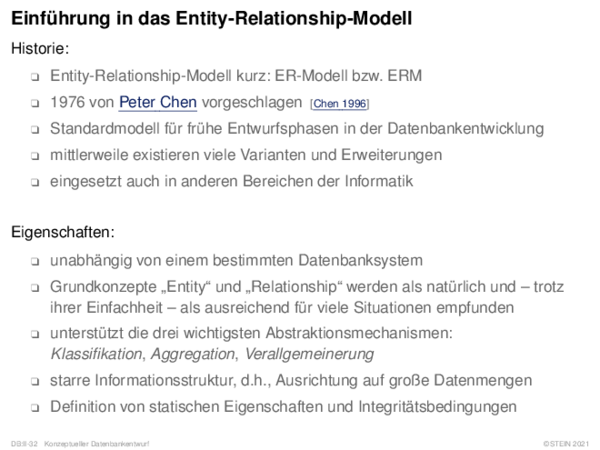 Einführung in das Entity-Relationship-Modell
Historie:
❑ Entity-Relationship-Modell kurz: ER-Modell bzw. ERM
❑ 1976 von Peter Chen vorgeschlagen [Chen 1996]
❑ Standardmodell für frühe Entwurfsphasen in der Datenbankentwicklung
❑ mittlerweile existieren viele Varianten und Erweiterungen
❑ eingesetzt auch in anderen Bereichen der Informatik
Eigenschaften:
❑ unabhängig von einem bestimmten Datenbanksystem
❑ Grundkonzepte „Entity“ und „Relationship“ werden als natürlich und – trotz
ihrer Einfachheit – als ausreichend für viele Situationen empfunden
❑ unterstützt die drei wichtigsten Abstraktionsmechanismen:
Klassifikation, Aggregation, Verallgemeinerung
❑ starre Informationsstruktur, d.h., Ausrichtung auf große Datenmengen
❑ Definition von statischen Eigenschaften und Integritätsbedingungen
DB:II-32 Konzeptueller Datenbankentwurf ©STEIN 2021